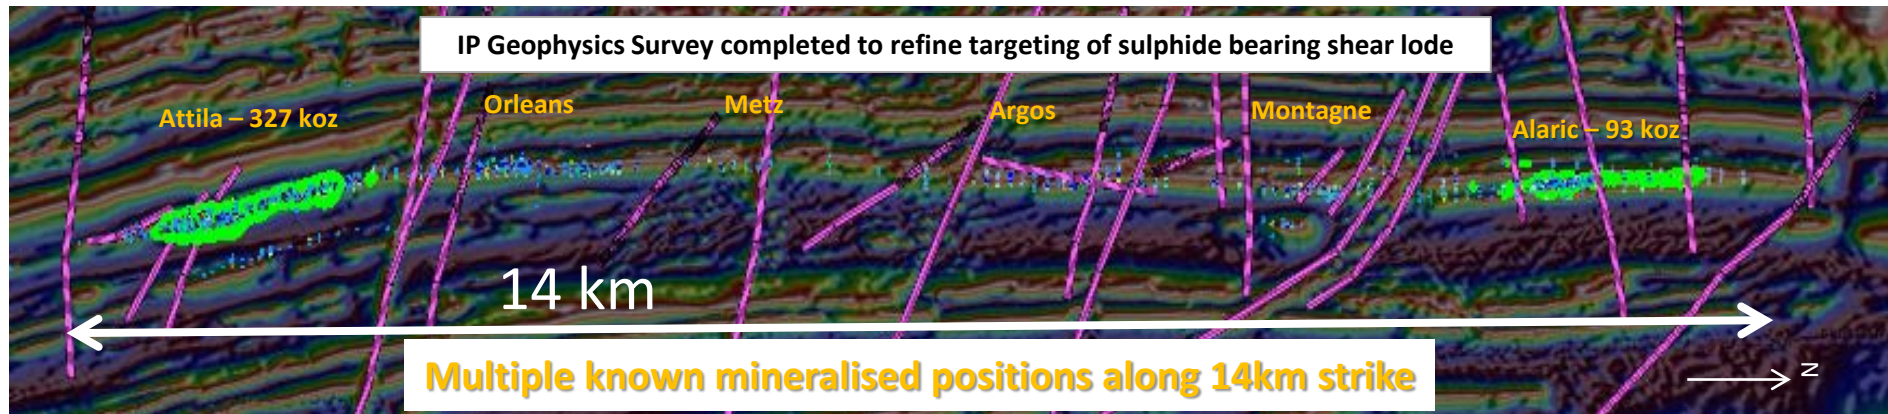 IP Geophysics Survey completed to refine targeting of sulphide bearing shear lode
Attila – 327 koz
Orleans
Metz
Argos
Montagne
Alaric – 93 koz
14 km
Multiple known mineralised positions along 14km strike
N